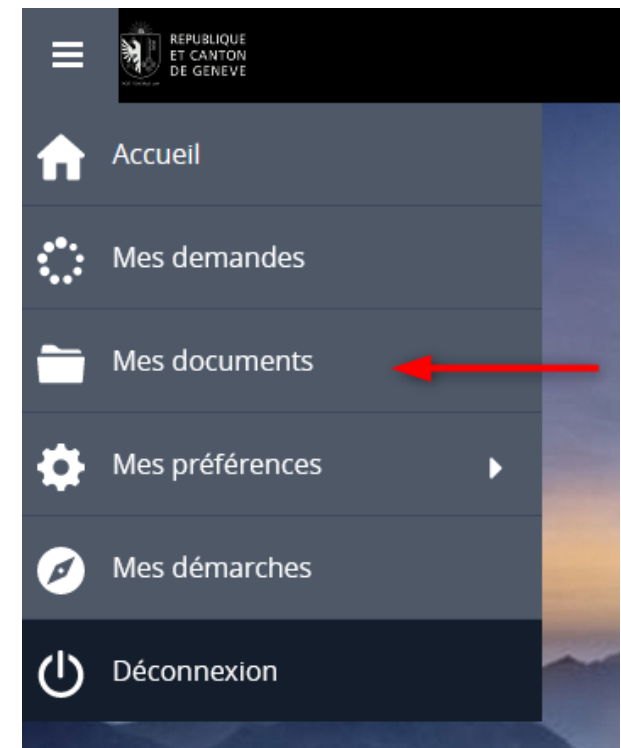 REPUBLIQUE
ET CANTON
DE GENEVE
Accueil
Mes demandes
Mes documents
Mes préférences
Mes démarches
Déconnexion